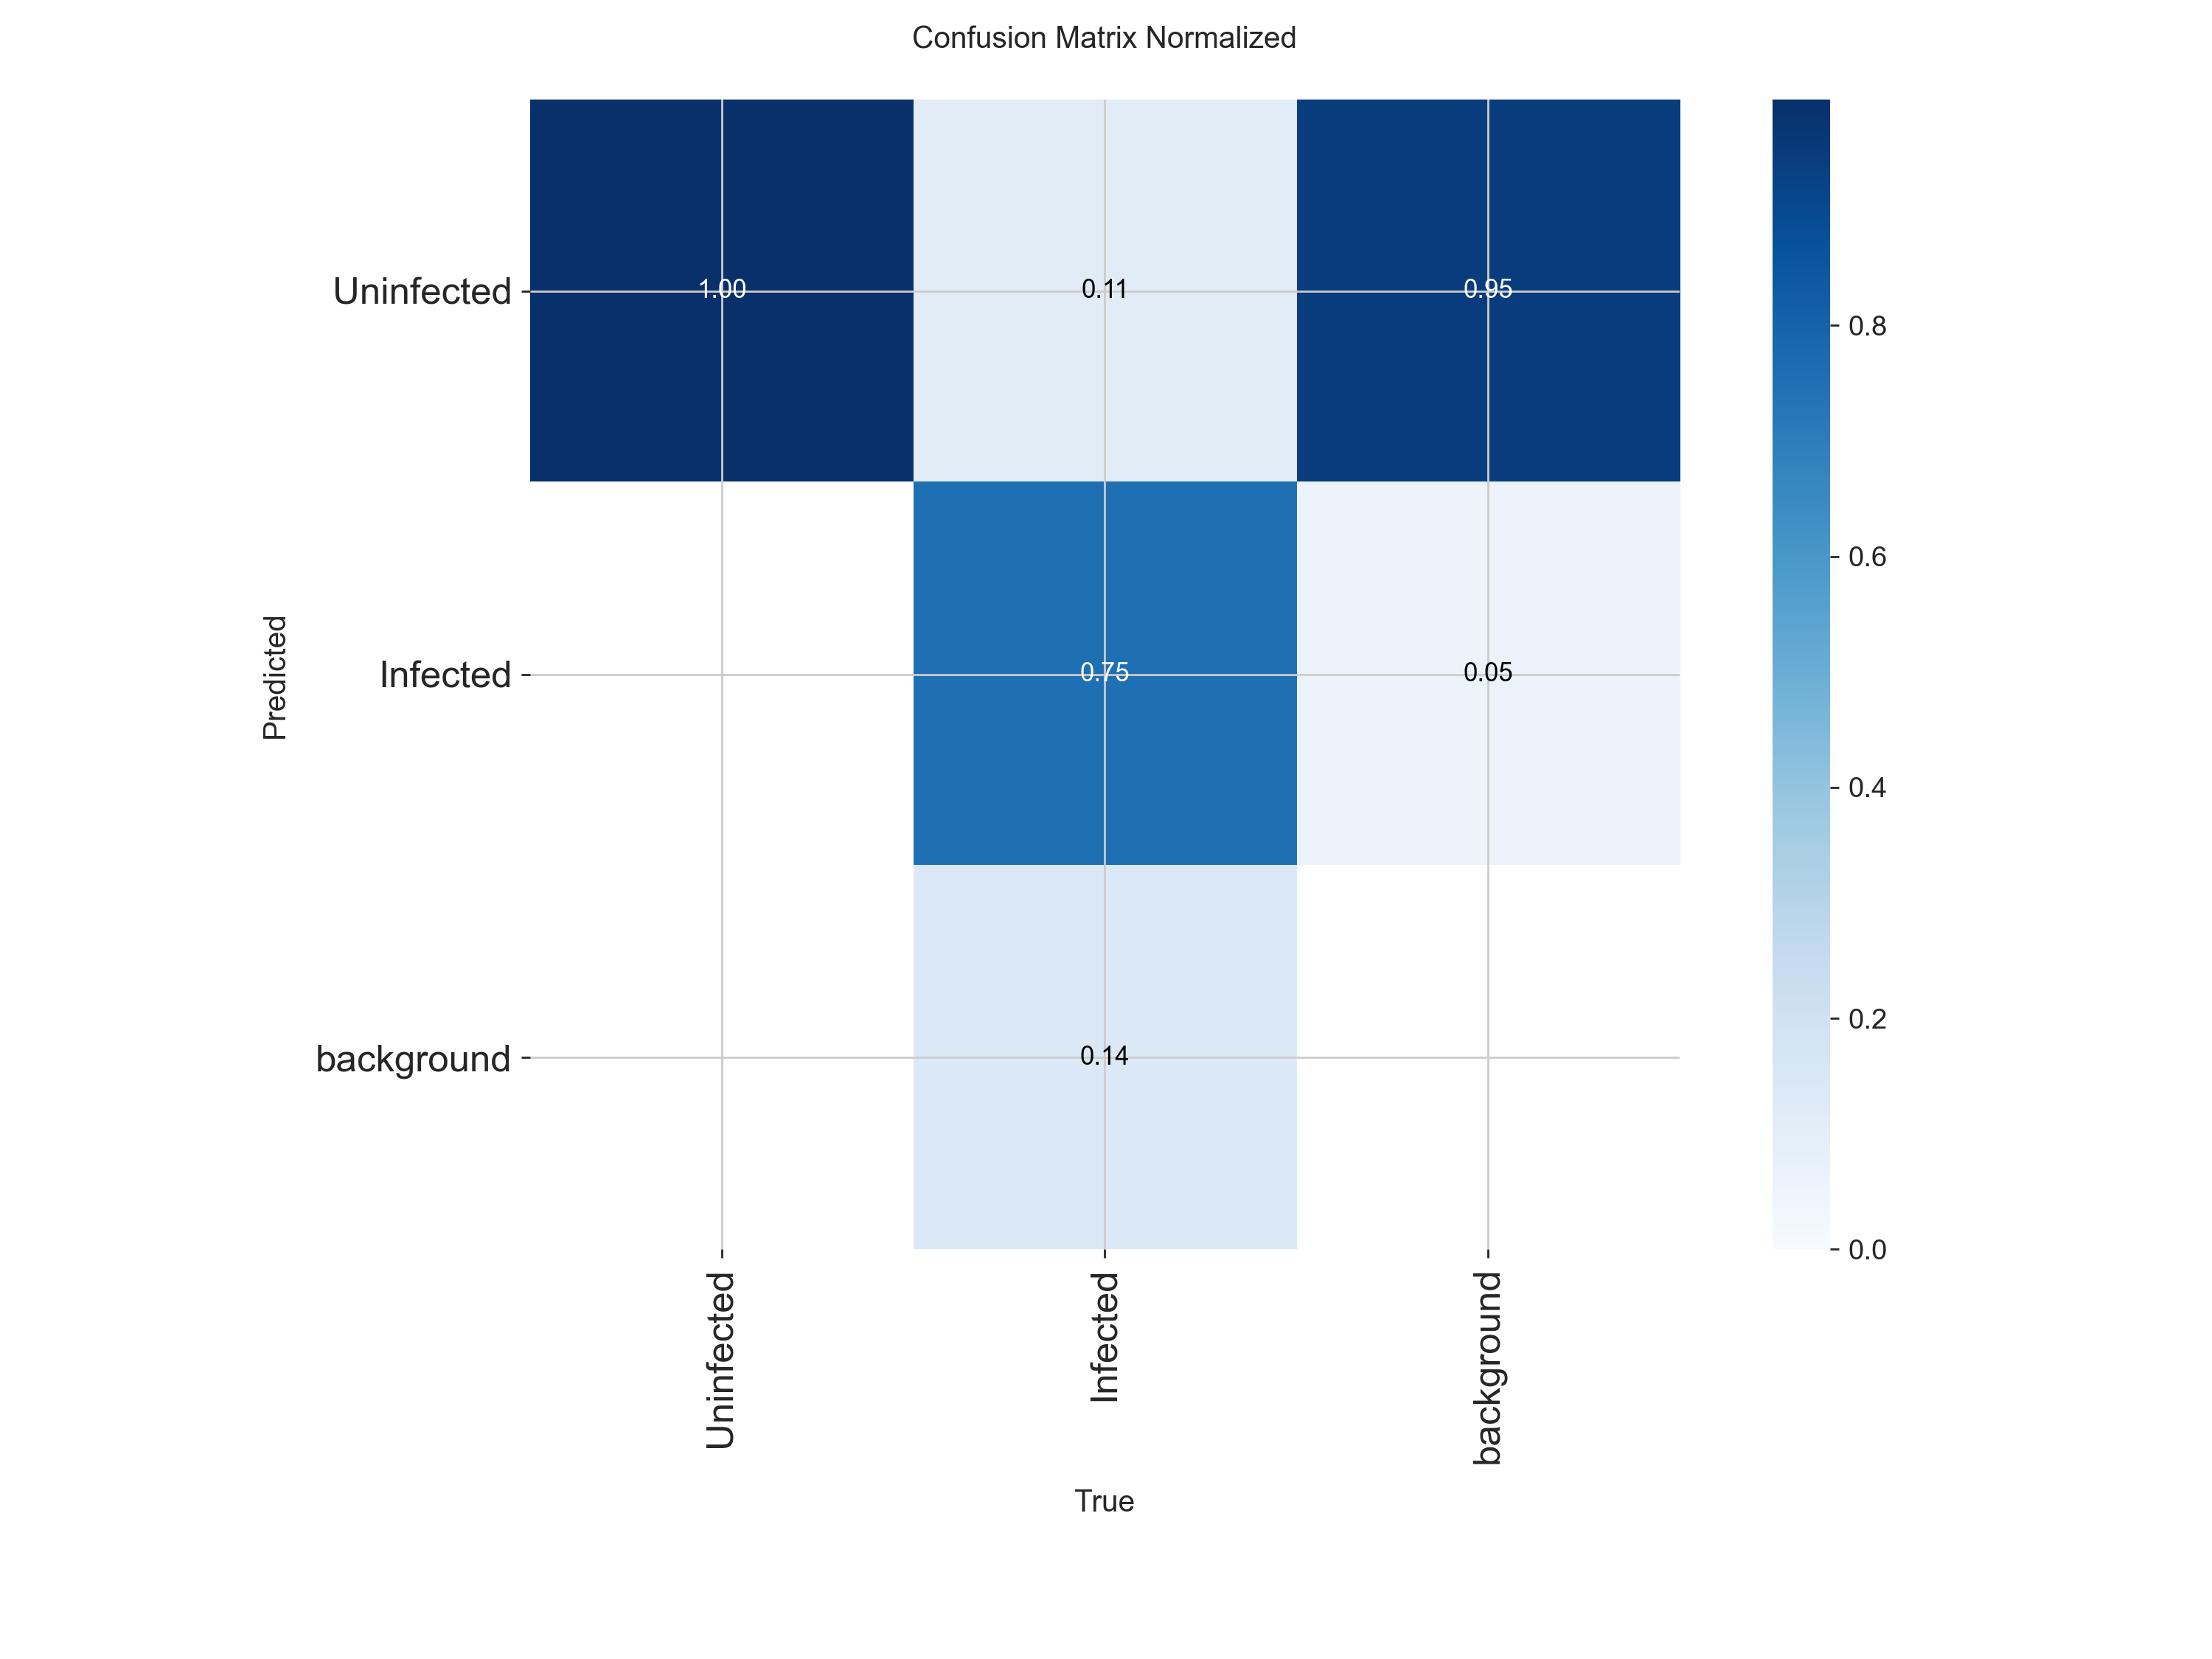 Confusion Matrix Normalized
Uninfected
1.00
0.11
0.95
0.8
0.6
Predicted
Infected
0.75
0.05
0.4
background
0.14
0.2
0.0
Uninfected
Infected
background
True